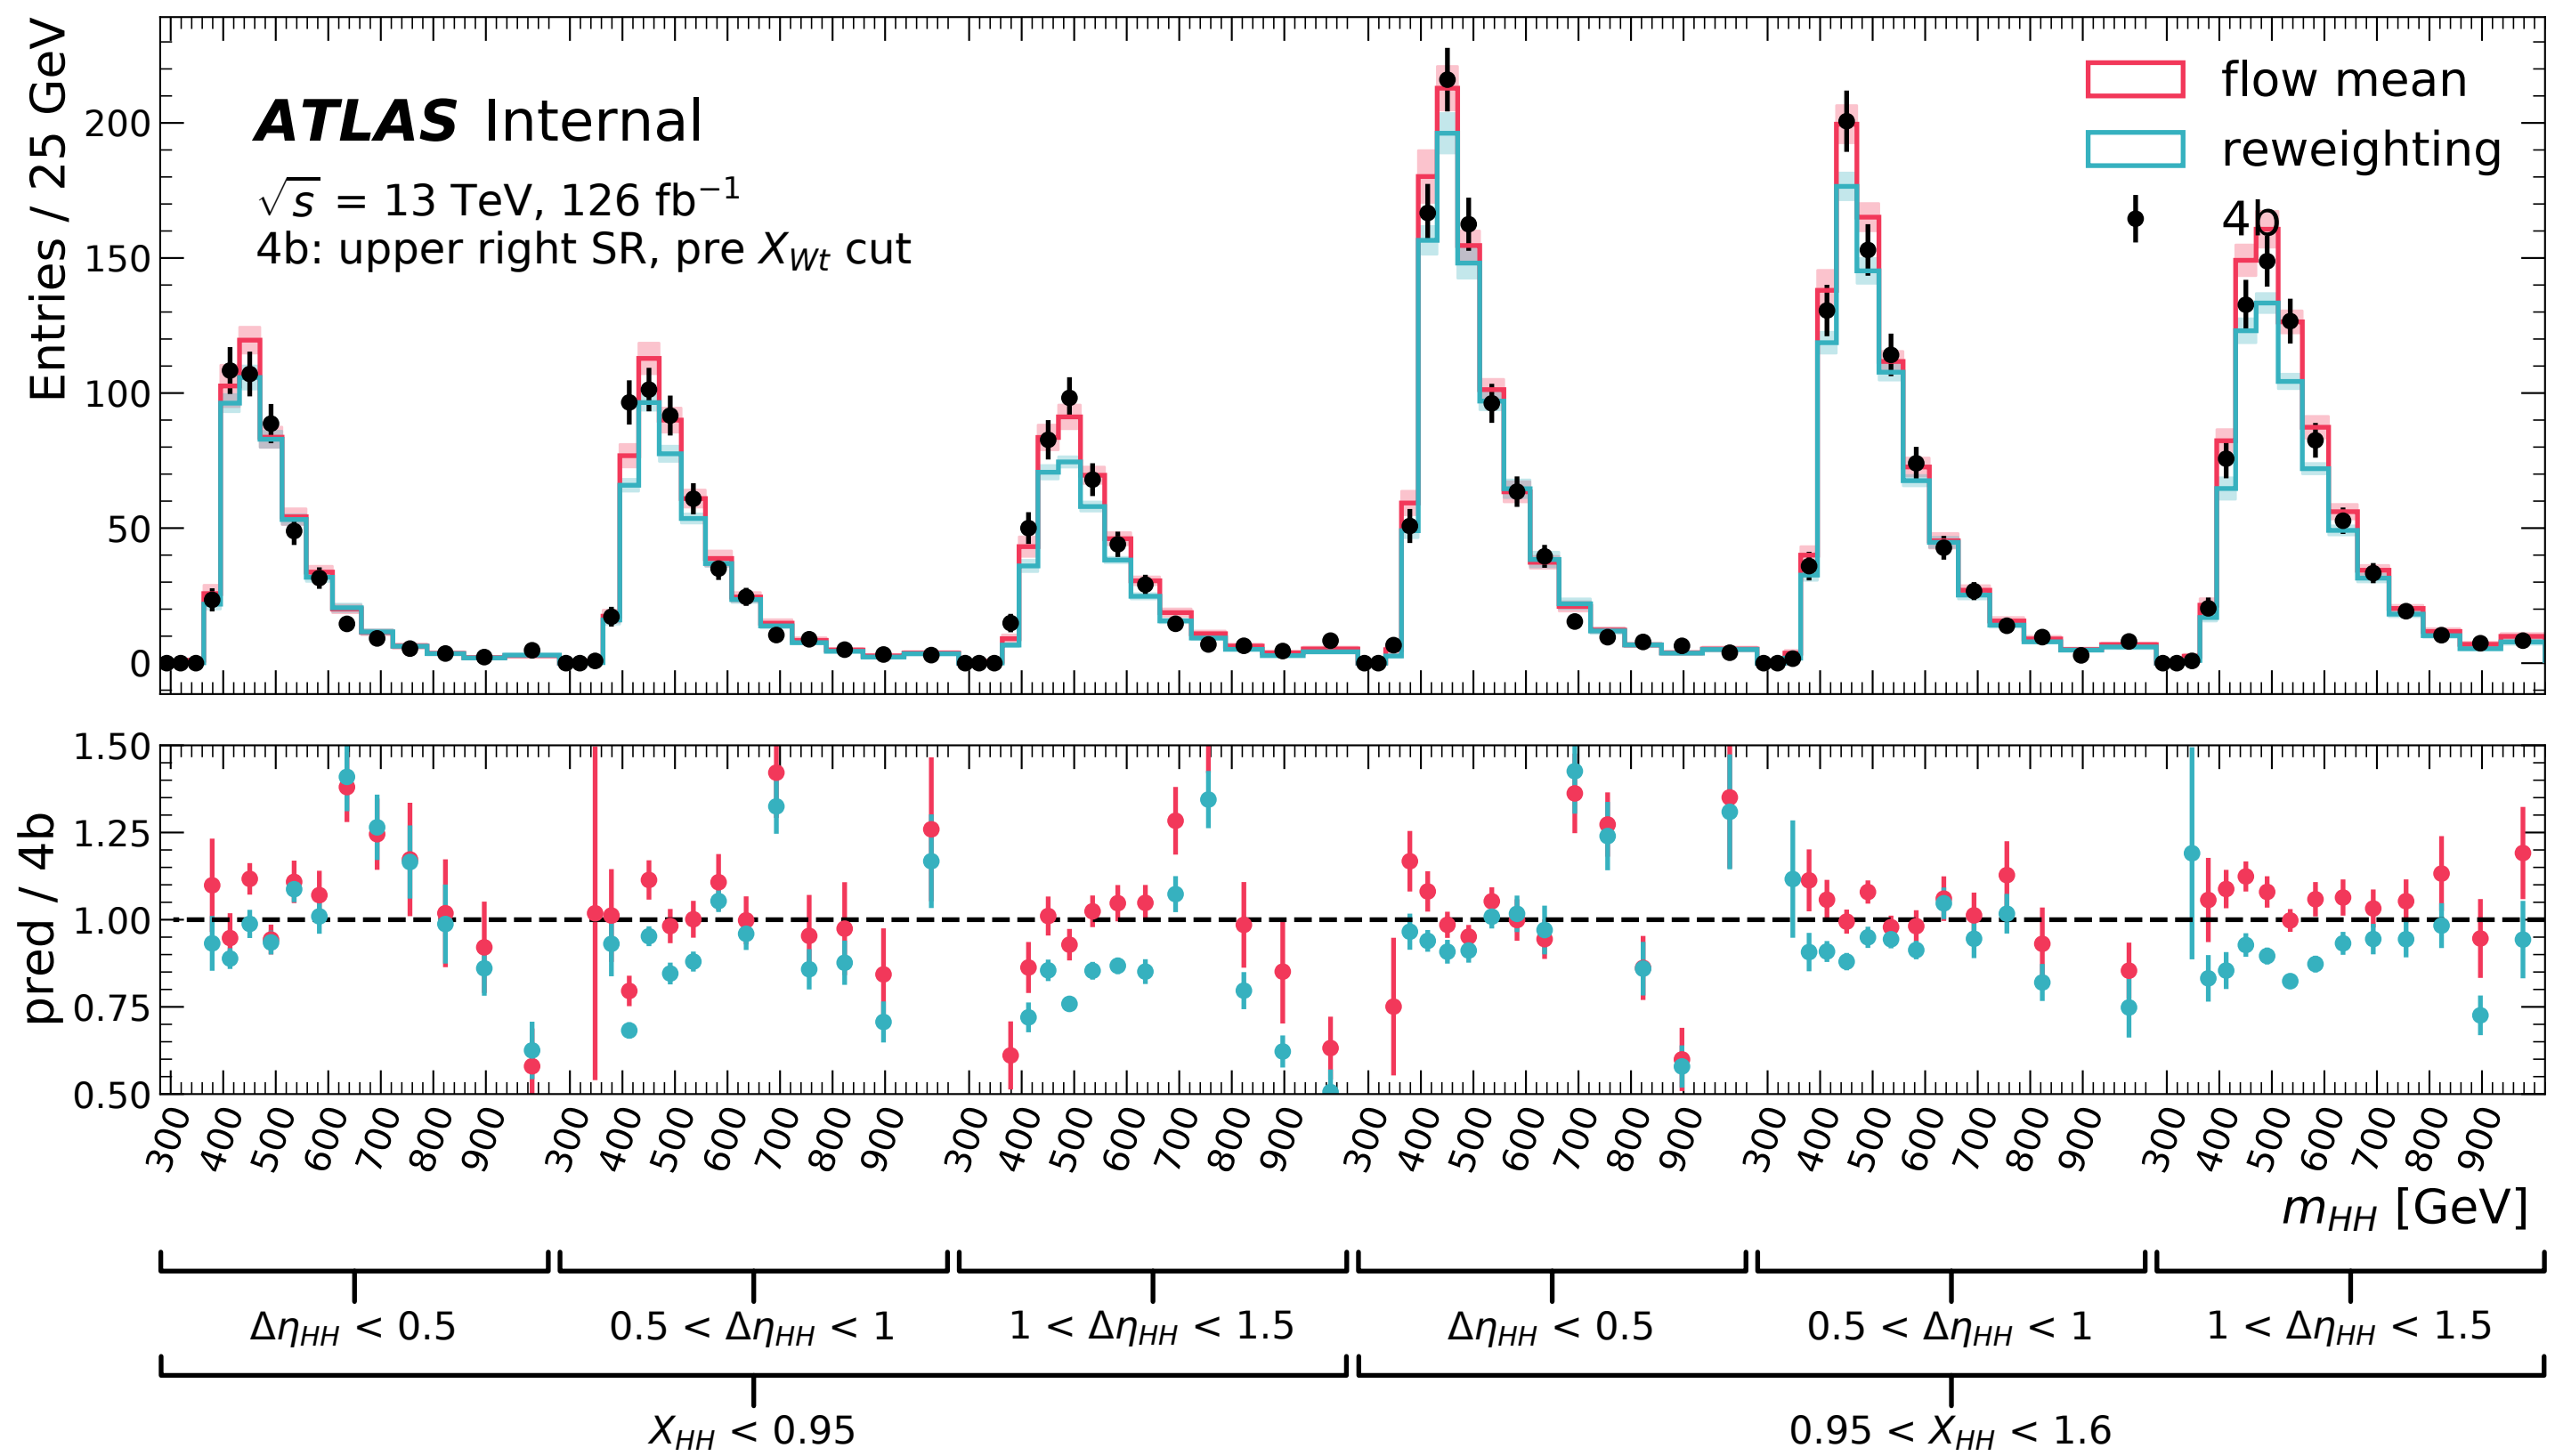 Entries / 25 GeV
200
150
100
50
0
ATLAS Internal
√s = 13 TeV, 126 fb⁻¹
4b: upper right SR, pre X_Wt cut
flow mean
reweighting
4b
pred / 4b
1.50
1.25
1.00
0.75
0.50
300 400 500 600 700 800 900 300 400 500 600 700 800 900 300 400 500 600 700 800 900 300 400 500 600 700 800 900 300 400 500 600 700 800 900 300 400 500 600 700 800 900
m_HH [GeV]
Δη_HH < 0.5 0.5 < Δη_HH < 1 1 < Δη_HH < 1.5 Δη_HH < 0.5 0.5 < Δη_HH < 1 1 < Δη_HH < 1.5
X_HH < 0.95 0.95 < X_HH < 1.6